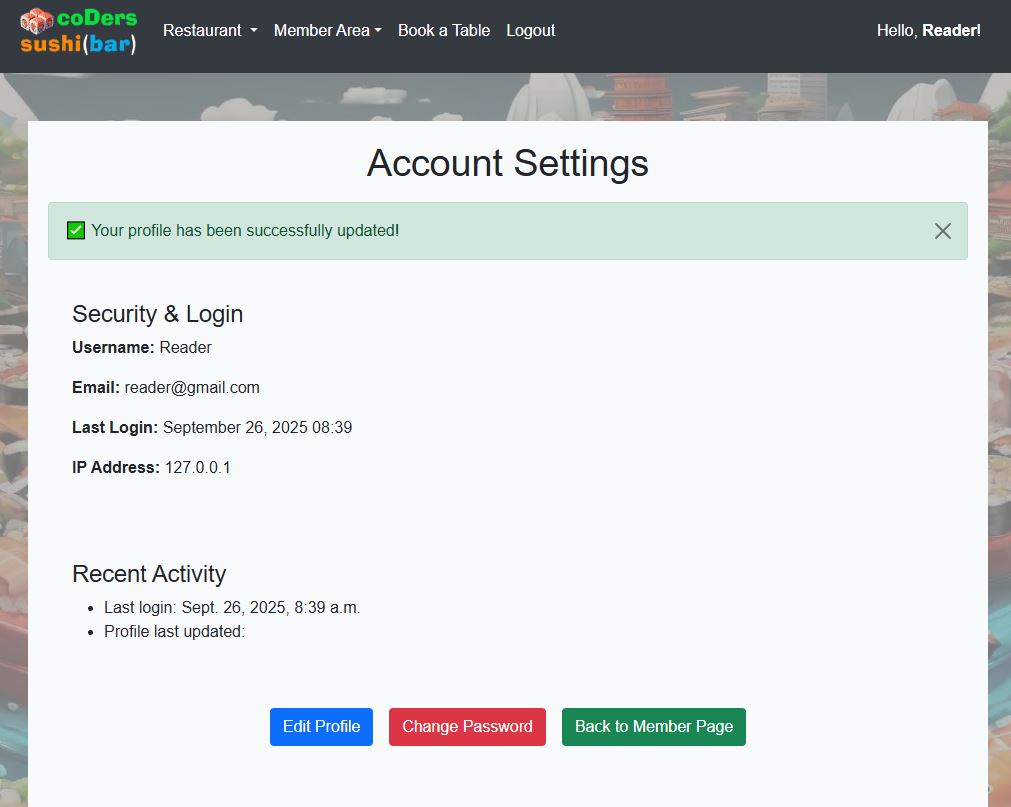 coDers
sushi(bar)
Restaurant Member Area Book a Table Logout Hello, Reader!
Account Settings
Your profile has been successfully updated!
Security & Login
Username: Reader
Email: reader@gmail.com
Last Login: September 26, 2025 08:39
IP Address: 127.0.0.1
Recent Activity
• Last login: Sept. 26, 2025, 8:39 a.m.
• Profile last updated:
Edit Profile Change Password Back to Member Page